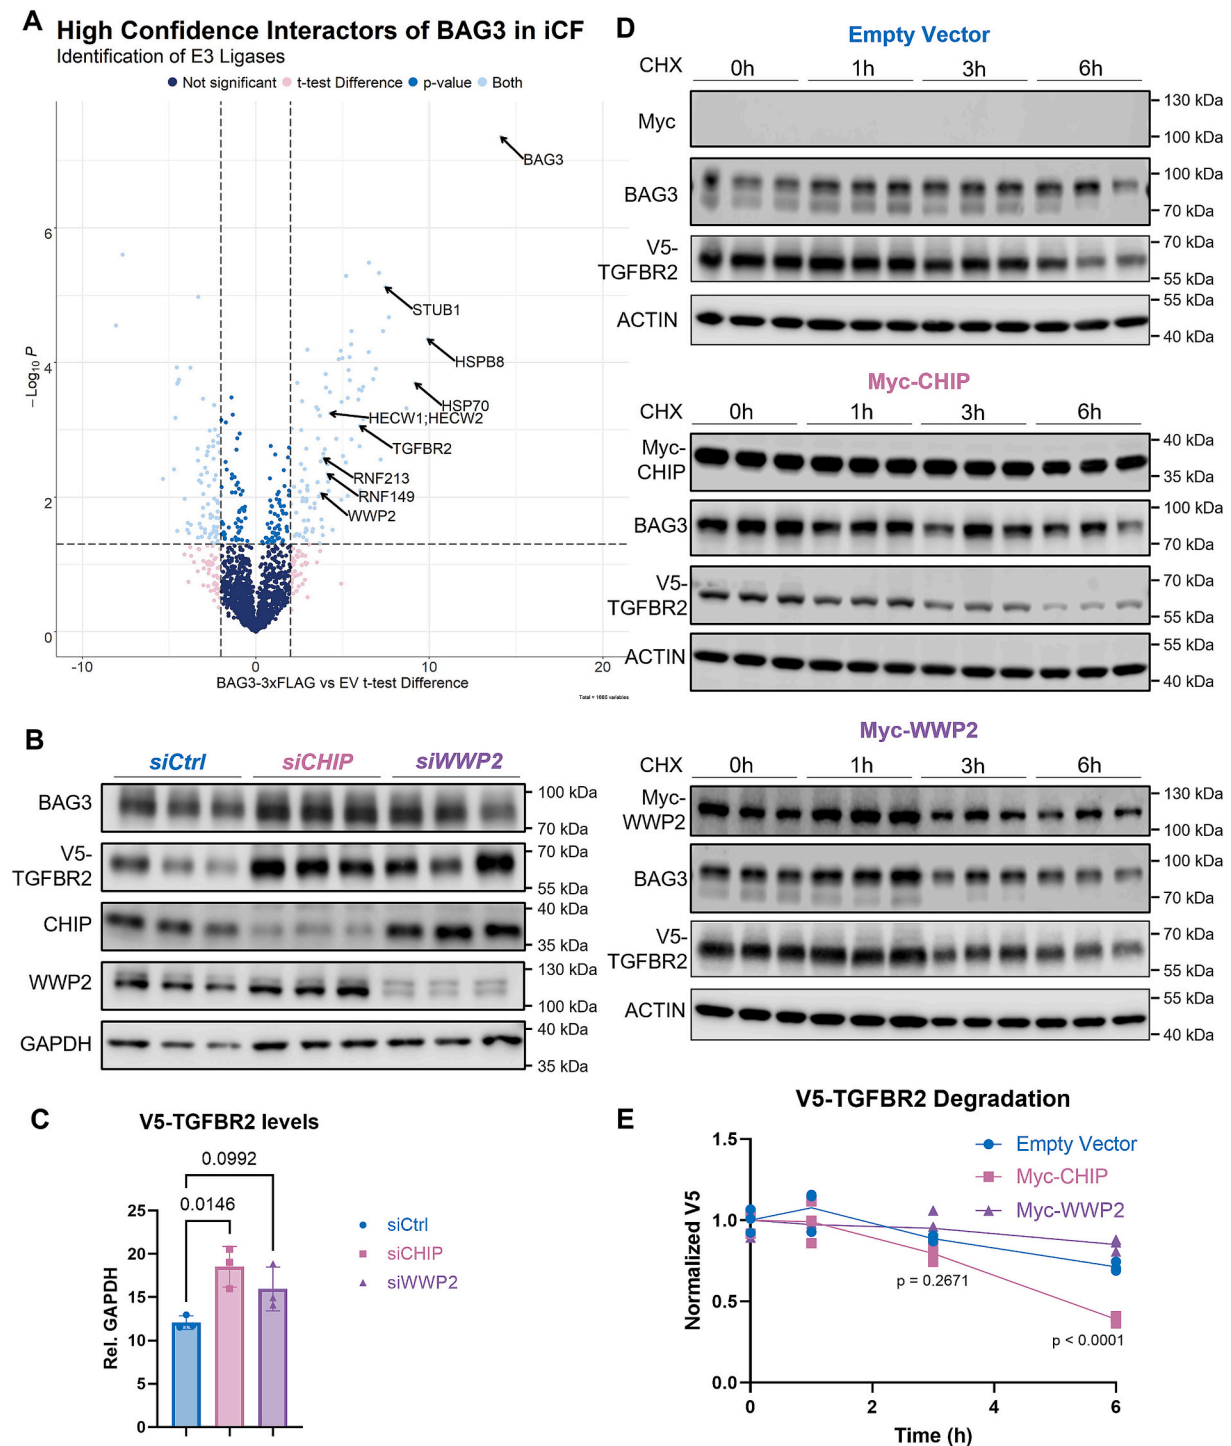 A
High Confidence Interactors of BAG3 in iCF
Identification of E3 Ligases
Not significant t-test Difference p-value Both
BAG3
STUB1
HSPB8
HSP70
HECW1;HECW2
TGFBR2
RNF213
RNF149
WWP2
– Log10 P
6
4
2
0
-10 0 10 20
BAG3-3xFLAG vs EV t-test Difference
Total = 1665 variables
B
siCtrl siCHIP siWWP2
BAG3
100 kDa
70 kDa
V5-
TGFBR2
70 kDa
55 kDa
CHIP
40 kDa
35 kDa
WWP2
130 kDa
100 kDa
GAPDH
40 kDa
35 kDa
C
V5-TGFBR2 levels
0.0992
0.0146
Rel. GAPDH
25
20
15
10
5
0
siCtrl
siCHIP
siWWP2
D
Empty Vector
CHX 0h 1h 3h 6h
Myc
130 kDa
100 kDa
BAG3
100 kDa
70 kDa
V5-
TGFBR2
70 kDa
55 kDa
ACTIN
55 kDa
40 kDa
Myc-CHIP
CHX 0h 1h 3h 6h
Myc-
CHIP
40 kDa
35 kDa
BAG3
100 kDa
70 kDa
V5-
TGFBR2
70 kDa
55 kDa
ACTIN
55 kDa
40 kDa
Myc-WWP2
CHX 0h 1h 3h 6h
Myc-
WWP2
130 kDa
100 kDa
BAG3
100 kDa
70 kDa
V5-
TGFBR2
70 kDa
55 kDa
ACTIN
55 kDa
40 kDa
E
V5-TGFBR2 Degradation
Normalized V5
1.5
1.0
0.5
0.0
Empty Vector
Myc-CHIP
Myc-WWP2
p = 0.2671
p < 0.0001
0 2 4 6
Time (h)